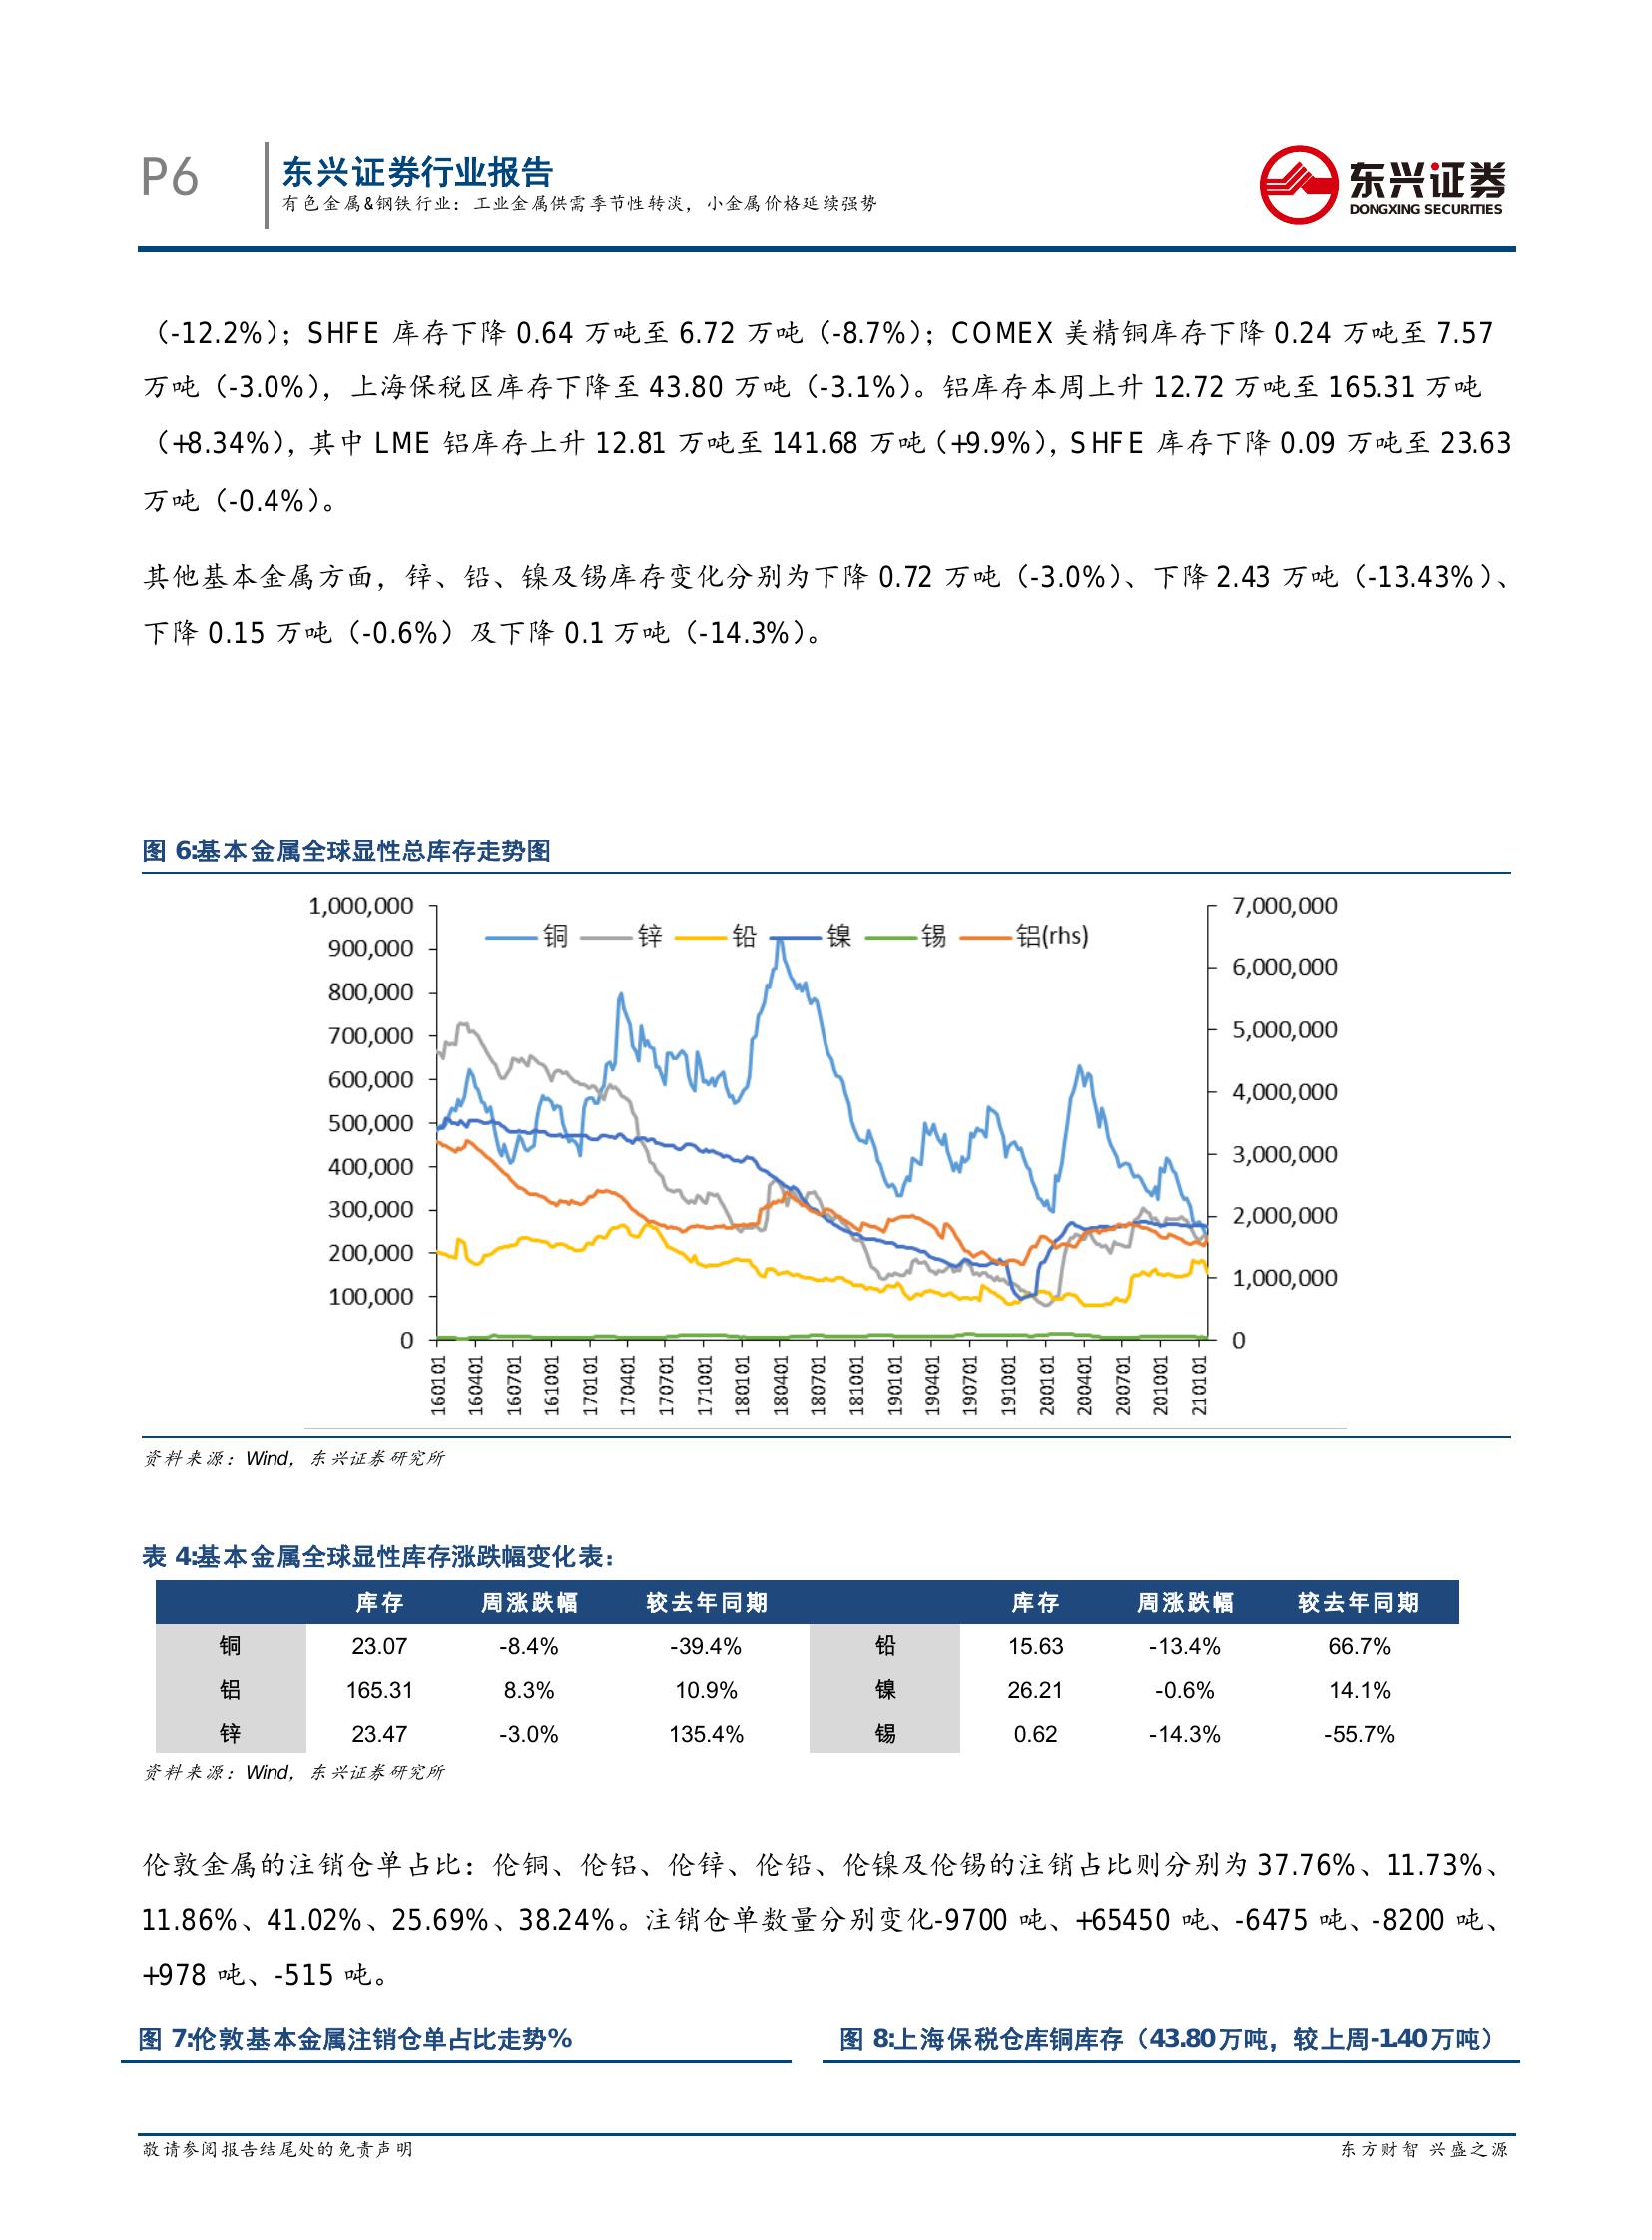 P6
东兴证券行业报告
有色金属&钢铁行业：工业金属供需季节性转淡，小金属价格延续强势
东兴证券
DONGXING SECURITIES
（-12.2%）；SHFE 库存下降 0.64 万吨至 6.72 万吨（-8.7%）；COMEX 美精铜库存下降 0.24 万吨至 7.57
万吨（-3.0%），上海保税区库存下降至 43.80 万吨（-3.1%）。铝库存本周上升 12.72 万吨至 165.31 万吨
（+8.34%），其中 LME 铝库存上升 12.81 万吨至 141.68 万吨（+9.9%），SHFE 库存下降 0.09 万吨至 23.63
万吨（-0.4%）。
其他基本金属方面，锌、铅、镍及锡库存变化分别为下降 0.72 万吨（-3.0%）、下降 2.43 万吨（-13.43%）、
下降 0.15 万吨（-0.6%）及下降 0.1 万吨（-14.3%）。
图 6:基本金属全球显性总库存走势图
1,000,000 7,000,000
铜 锌 铅 镍 锡 铝(rhs)
900,000 6,000,000
800,000
700,000 5,000,000
600,000 4,000,000
500,000
400,000 3,000,000
300,000 2,000,000
200,000
100,000 1,000,000
0 0
160101 160401 160701 161001 170101 170401 170701 171001 180101 180401 180701 181001 190101 190401 190701 191001 200101 200401 200701 201001 210101
资料来源：Wind，东兴证券研究所
表 4:基本金属全球显性库存涨跌幅变化表：
库存 周涨跌幅 较去年同期 库存 周涨跌幅 较去年同期
铜 23.07 -8.4% -39.4% 铅 15.63 -13.4% 66.7%
铝 165.31 8.3% 10.9% 镍 26.21 -0.6% 14.1%
锌 23.47 -3.0% 135.4% 锡 0.62 -14.3% -55.7%
资料来源：Wind，东兴证券研究所
伦敦金属的注销仓单占比：伦铜、伦铝、伦锌、伦铅、伦镍及伦锡的注销占比则分别为 37.76%、11.73%、
11.86%、41.02%、25.69%、38.24%。注销仓单数量分别变化-9700 吨、+65450 吨、-6475 吨、-8200 吨、
+978 吨、-515 吨。
图 7:伦敦基本金属注销仓单占比走势%
图 8:上海保税仓库铜库存（43.80万吨，较上周-1.40万吨）
敬请参阅报告结尾处的免责声明
东方财智 兴盛之源